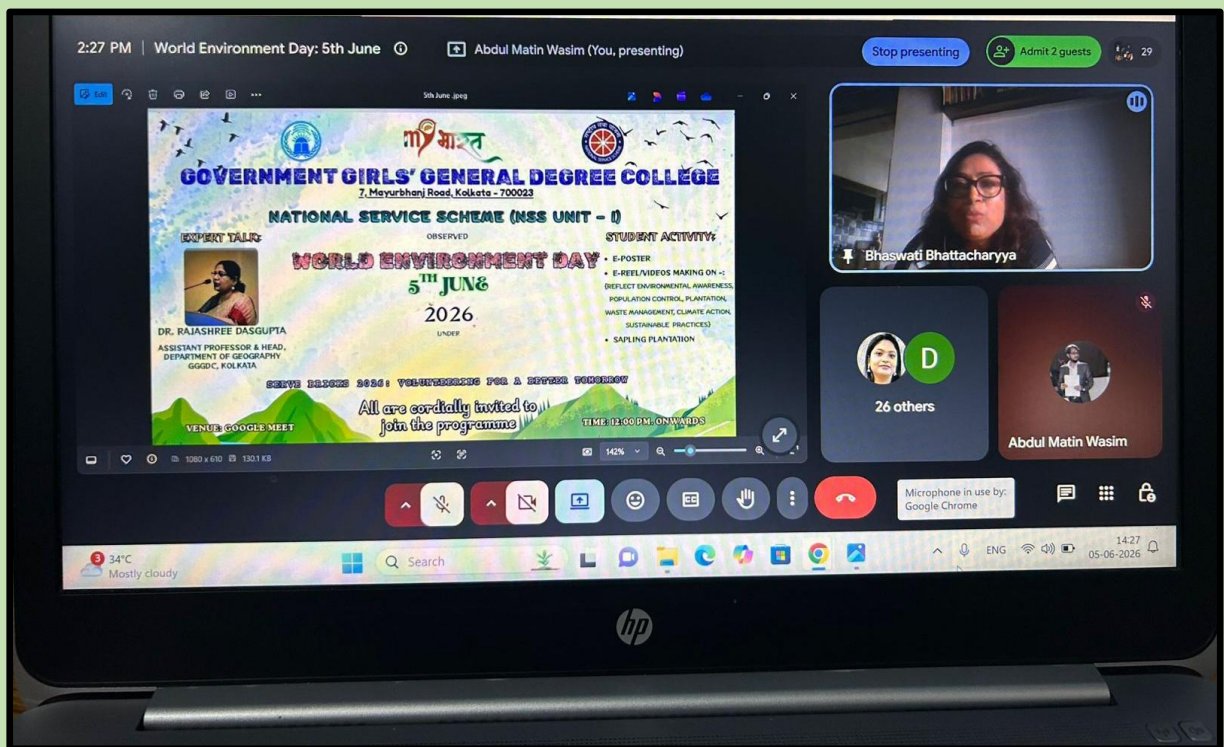 2:27 PM | World Environment Day: 5th June
Abdul Matin Wasim (You, presenting)
Stop presenting
Admit 2 guests
29
Edit
5th June .jpeg
my भारत
GOVERNMENT GIRLS' GENERAL DEGREE COLLEGE
7, Mayurbhanj Road, Kolkata - 700023
NATIONAL SERVICE SCHEME (NSS UNIT - I)
OBSERVED
EXPERT TALK:
WORLD ENVIRONMENT DAY
5TH JUNE
2026
UNDER
DR. RAJASHREE DASGUPTA
ASSISTANT PROFESSOR & HEAD,
DEPARTMENT OF GEOGRAPHY
GGGDC, KOLKATA
STUDENT ACTIVITY:
• E-POSTER
• E-REEL/VIDEOS MAKING ON -:
(REFLECT ENVIRONMENTAL AWARENESS,
POPULATION CONTROL, PLANTATION,
WASTE MANAGEMENT, CLIMATE ACTION,
SUSTAINABLE PRACTICES)
• SAPLING PLANTATION
SERVE BRICKS 2026: VOLUNTEERING FOR A BETTER TOMORROW
All are cordially invited to
join the programme
VENUE: GOOGLE MEET
TIME: 12:00 PM. ONWARDS
1080 x 610
130.1 KB
142%
Bhaswati Bhattacharyya
D
26 others
Abdul Matin Wasim
CC
Microphone in use by:
Google Chrome
3
34°C
Mostly cloudy
Search
ENG
14:27
05-06-2026
hp